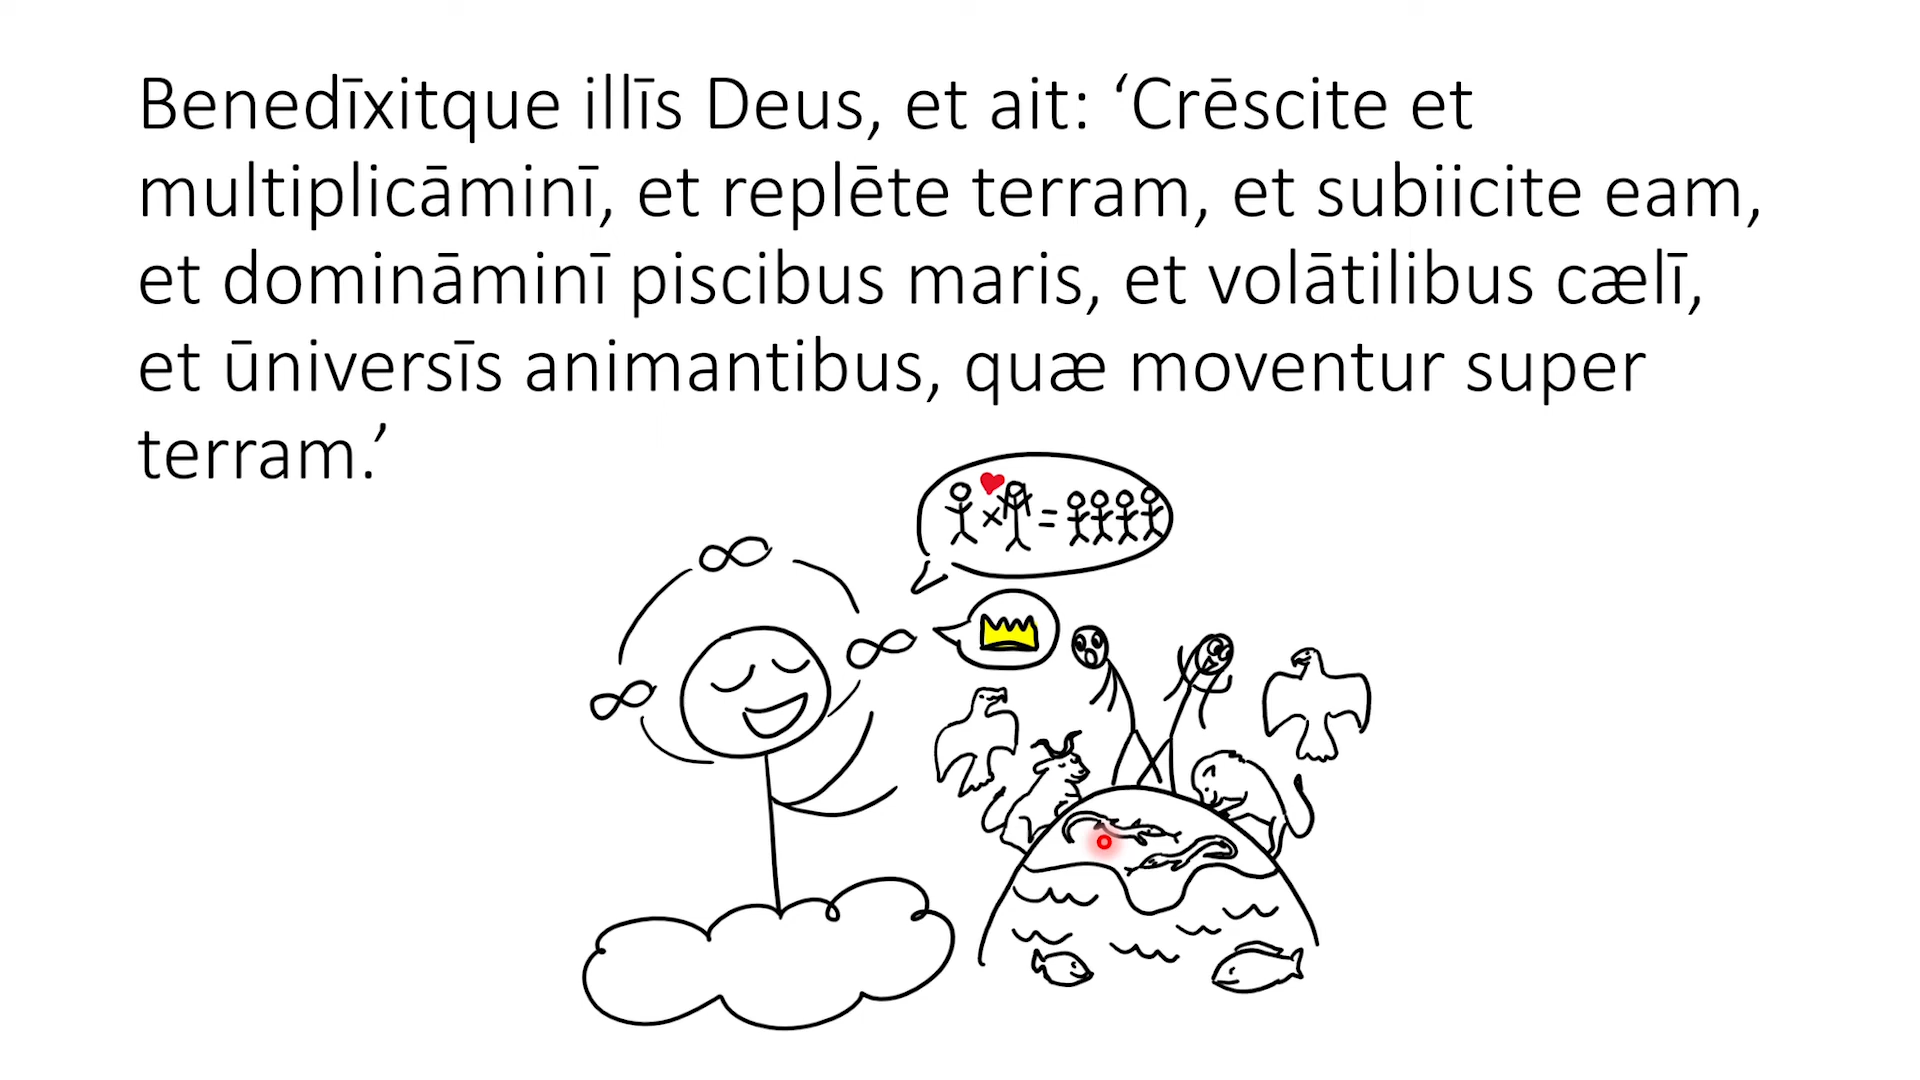 Benedīxitque illīs Deus, et ait: ‘Crēscite et
multiplicāminī, et replēte terram, et subiicite eam,
et domināminī piscibus maris, et volātilibus cælī,
et ūniversīs animantibus, quæ moventur super
terram.’